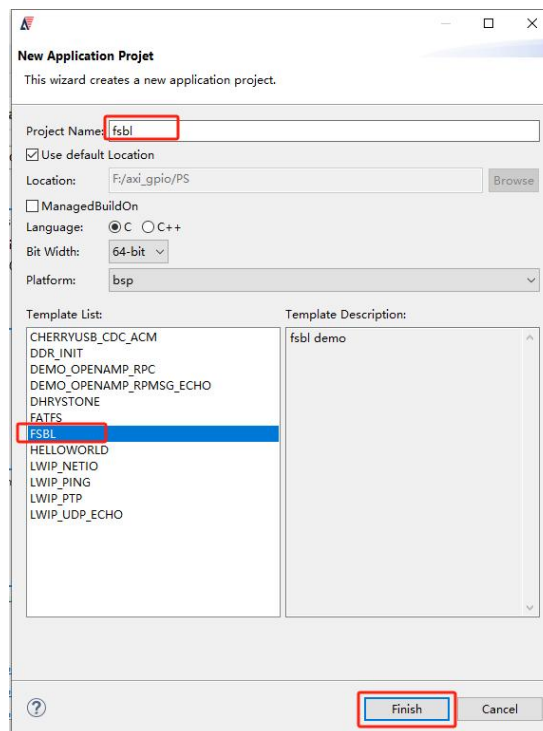 New Application Projet
This wizard creates a new application project.
Project Name: fsbl
Use default Location
Location: F:/axi_gpio/PS Browse
ManagedBuildOn
Language: C C++
Bit Width: 64-bit
Platform: bsp
Template List: Template Description:
CHERRYUSB_CDC_ACM fsbl demo
DDR_INIT
DEMO_OPENAMP_RPC
DEMO_OPENAMP_RPMSG_ECHO
DHRYSTONE
FATFS
FSBL
HELLOWORLD
LWIP_NETIO
LWIP_PING
LWIP_PTP
LWIP_UDP_ECHO
? Finish Cancel